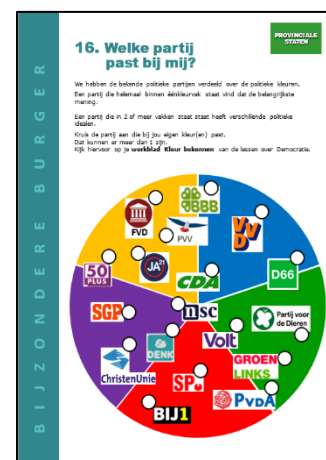 PROVINCIALE
STATEN
16. Welke partij
past bij mij?
We hebben de bekende politieke partijen verdeeld over de politieke kleuren.
Een partij die helemaal binnen éénkleurvak staat vind dat de belangrijkste
mening.
Een partij die in 2 of meer vakken staat staat heeft verschillende politieke
idealen.
Kruis de partij aan die bij jou eigen kleur(en) past.
Dat kunnen er meer dan 1 zijn.
Kijk hiervoor op je werkblad Kleur bekennen van de lessen over Democratie.
BIJZONDERE BURGER
BBB
FVD
PVV
VVD
50
PLUS
JA21
CDA
D66
SGP
nsc
Partij voor
de Dieren
DENK
Volt
ChristenUnie
GROEN
LINKS
SP
PvdA
BIJ1